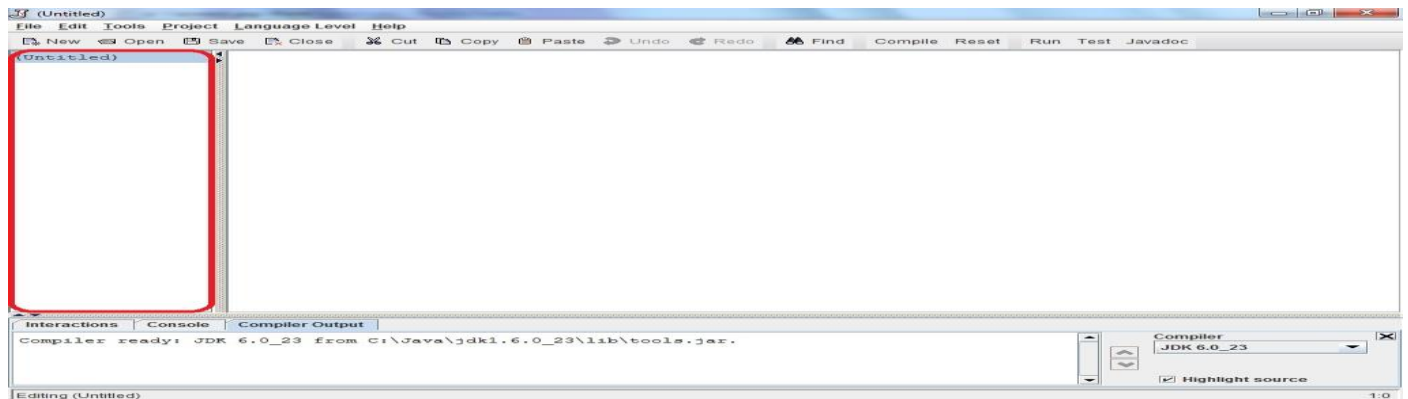 (Untitled)
File Edit Tools Project Language Level Help
New Open Save Close Cut Copy Paste Undo Redo Find Compile Reset Run Test Javadoc
(Untitled)
Interactions Console Compiler Output
Compiler ready: JDK 6.0_23 from C:\Java\jdk1.6.0_23\lib\tools.jar.
Compiler
JDK 6.0_23
Highlight source
Editing (Untitled) 1:0